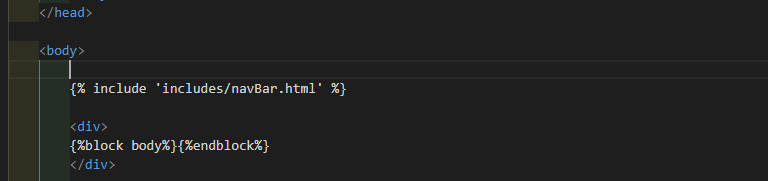 </head>
<body>
{% include 'includes/navBar.html' %}
<div>
{%block body%}{%endblock%}
</div>